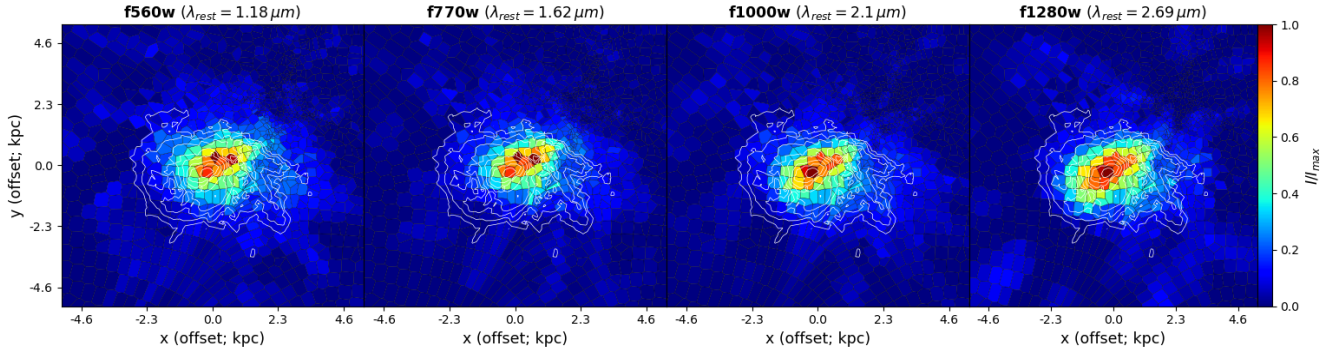 f560w (λrest = 1.18 μm) f770w (λrest = 1.62 μm) f1000w (λrest = 2.1 μm) f1280w (λrest = 2.69 μm)
4.6
2.3
0.0
-2.3
-4.6
y (offset; kpc)
-4.6 -2.3 0.0 2.3 4.6 -4.6 -2.3 0.0 2.3 4.6 -4.6 -2.3 0.0 2.3 4.6 -4.6 -2.3 0.0 2.3 4.6
x (offset; kpc) x (offset; kpc) x (offset; kpc) x (offset; kpc)
1.0
0.8
0.6
0.4
0.2
0.0
I/Imax